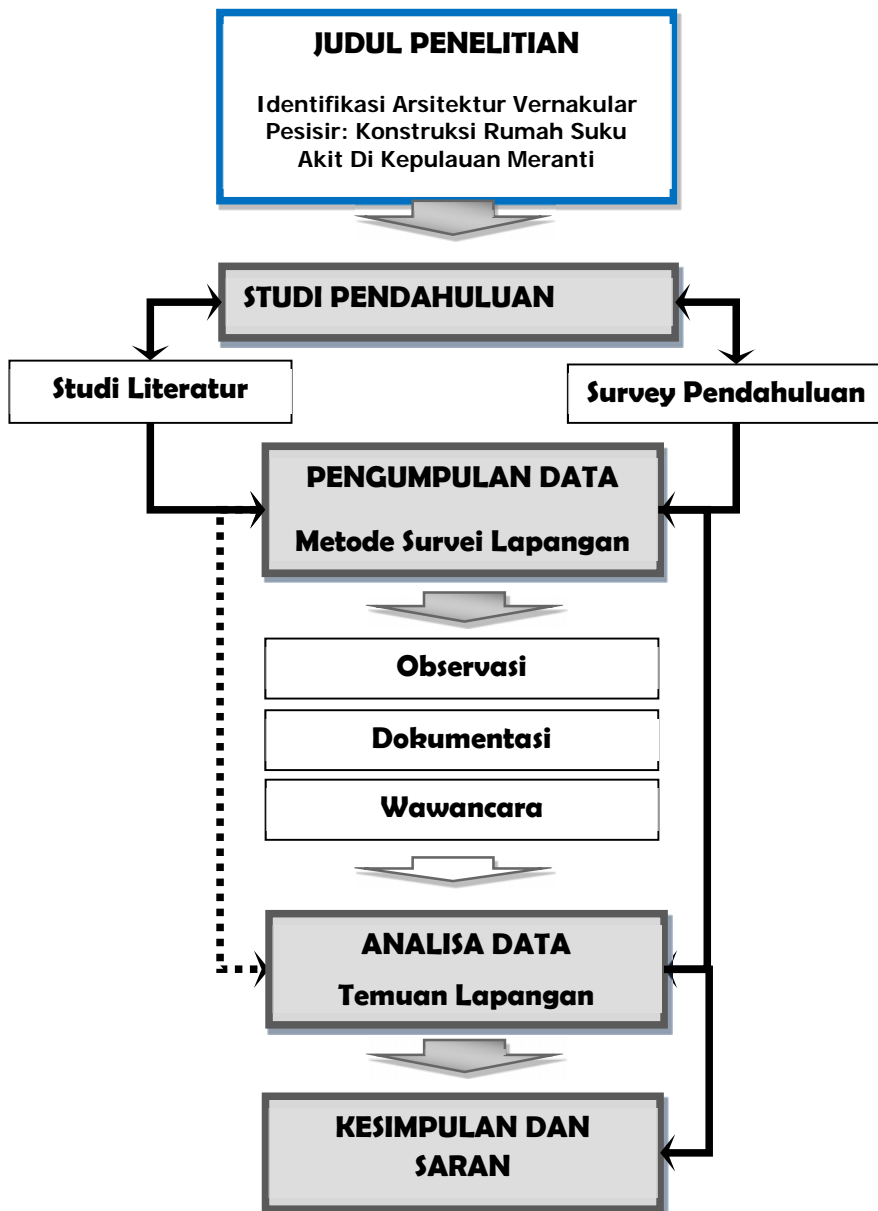 JUDUL PENELITIAN
Identifikasi Arsitektur Vernakular
Pesisir: Konstruksi Rumah Suku
Akit Di Kepulauan Meranti
STUDI PENDAHULUAN
Studi Literatur
Survey Pendahuluan
PENGUMPULAN DATA
Metode Survei Lapangan
Observasi
Dokumentasi
Wawancara
ANALISA DATA
Temuan Lapangan
KESIMPULAN DAN
SARAN